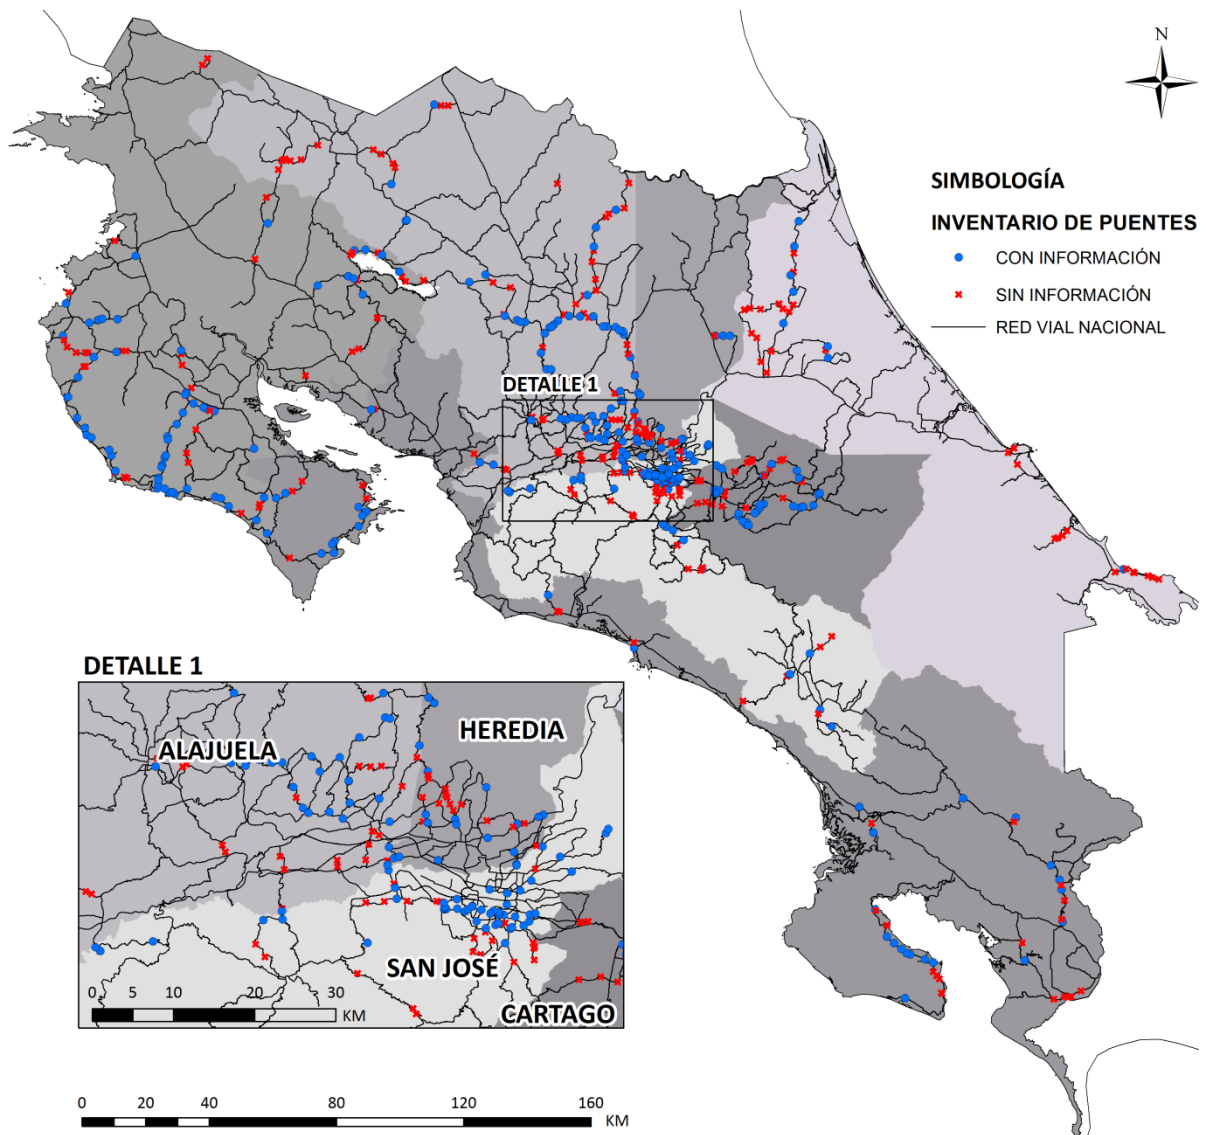 N
SIMBOLOGÍA
INVENTARIO DE PUENTES
CON INFORMACIÓN
SIN INFORMACIÓN
RED VIAL NACIONAL
DETALLE 1
DETALLE 1
HEREDIA
ALAJUELA
SAN JOSÉ
CARTAGO
0 5 10 20 30
KM
0 20 40 80 120 160
KM